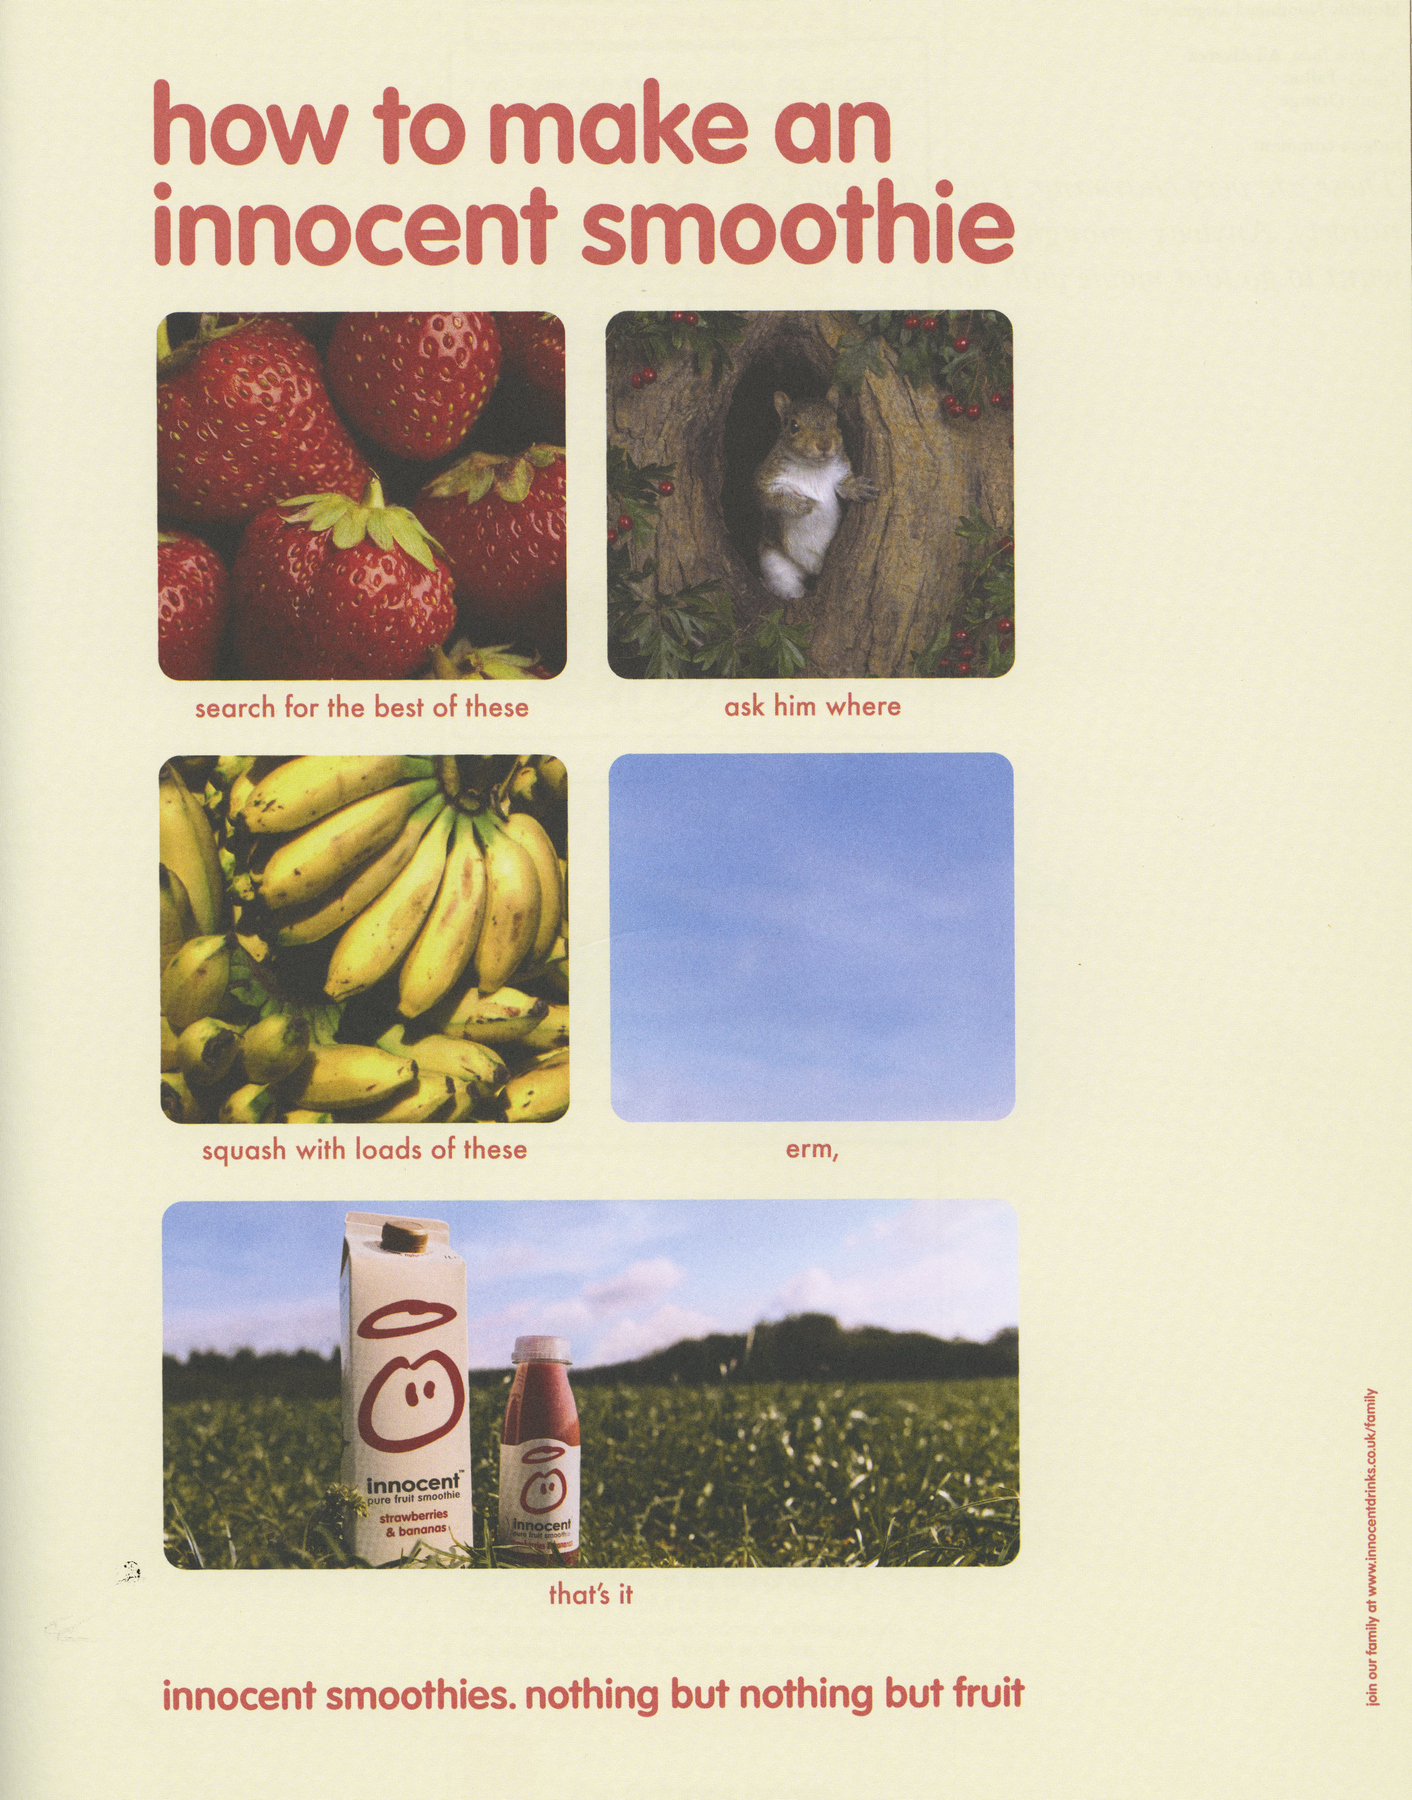 how to make an
innocent smoothie
search for the best of these
ask him where
squash with loads of these
erm,
innocent™
pure fruit smoothie
strawberries
& bananas
innocent
pure fruit smoothie
that's it
innocent smoothies. nothing but nothing but fruit
join our family at www.innocentdrinks.co.uk/family